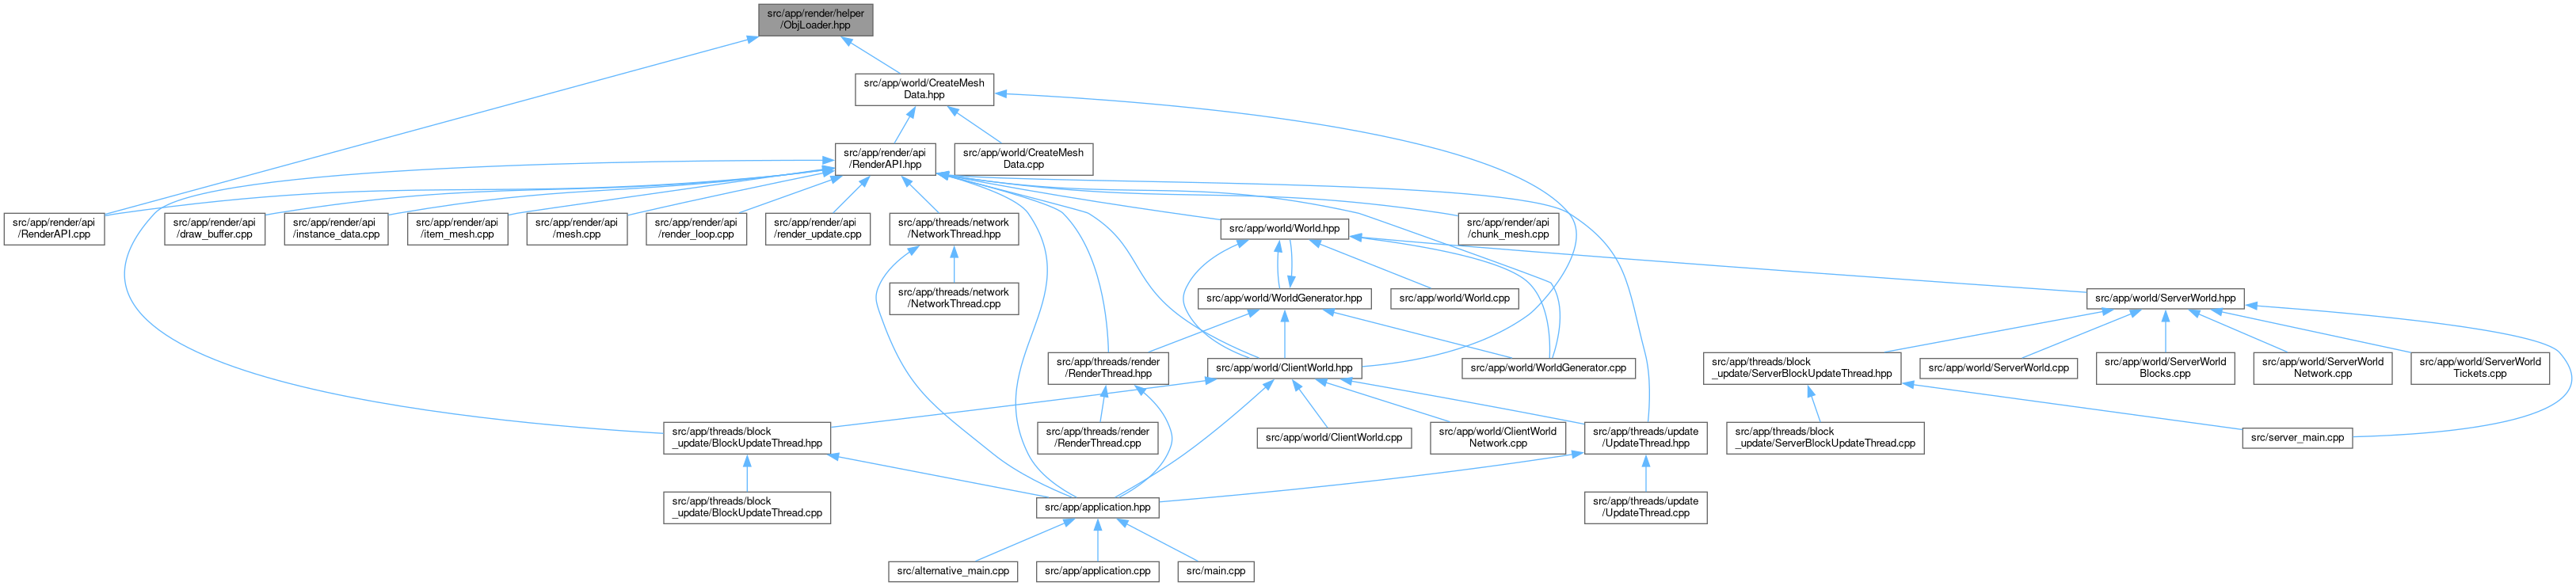 src/app/render/helper
/ObjLoader.hpp
src/app/world/CreateMesh
Data.hpp
src/app/render/api
/RenderAPI.hpp
src/app/world/CreateMesh
Data.cpp
src/app/render/api
/RenderAPI.cpp
src/app/render/api
/draw_buffer.cpp
src/app/render/api
/instance_data.cpp
src/app/render/api
/item_mesh.cpp
src/app/render/api
/mesh.cpp
src/app/render/api
/render_loop.cpp
src/app/render/api
/render_update.cpp
src/app/threads/network
/NetworkThread.hpp
src/app/world/World.hpp
src/app/render/api
/chunk_mesh.cpp
src/app/threads/network
/NetworkThread.cpp
src/app/world/WorldGenerator.hpp
src/app/world/World.cpp
src/app/world/ServerWorld.hpp
src/app/threads/render
/RenderThread.hpp
src/app/world/ClientWorld.hpp
src/app/world/WorldGenerator.cpp
src/app/threads/block
_update/ServerBlockUpdateThread.hpp
src/app/world/ServerWorld.cpp
src/app/world/ServerWorld
Blocks.cpp
src/app/world/ServerWorld
Network.cpp
src/app/world/ServerWorld
Tickets.cpp
src/app/threads/block
_update/BlockUpdateThread.hpp
src/app/threads/render
/RenderThread.cpp
src/app/world/ClientWorld.cpp
src/app/world/ClientWorld
Network.cpp
src/app/threads/update
/UpdateThread.hpp
src/app/threads/block
_update/ServerBlockUpdateThread.cpp
src/server_main.cpp
src/app/threads/block
_update/BlockUpdateThread.cpp
src/app/application.hpp
src/app/threads/update
/UpdateThread.cpp
src/alternative_main.cpp
src/app/application.cpp
src/main.cpp